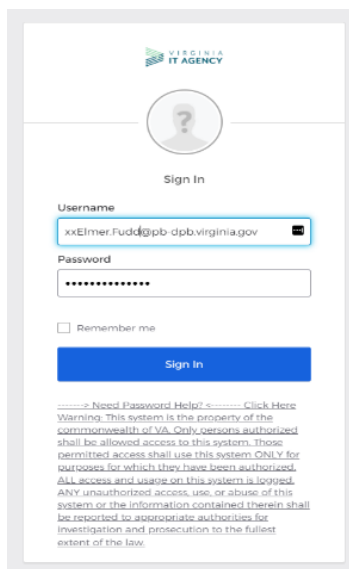 VIRGINIA
IT AGENCY
?
Sign In
Username
xxElmer.Fudd@pb-dpb.virginia.gov
Password
••••••••••••••
Remember me
Sign In
-------> Need Password Help? <-------- Click Here
Warning: This system is the property of the
commonwealth of VA. Only persons authorized
shall be allowed access to this system. Those
permitted access shall use this system ONLY for
purposes for which they have been authorized.
ALL access and usage on this system is logged.
ANY unauthorized access, use, or abuse of this
system or the information contained therein shall
be reported to appropriate authorities for
investigation and prosecution to the fullest
extent of the law.